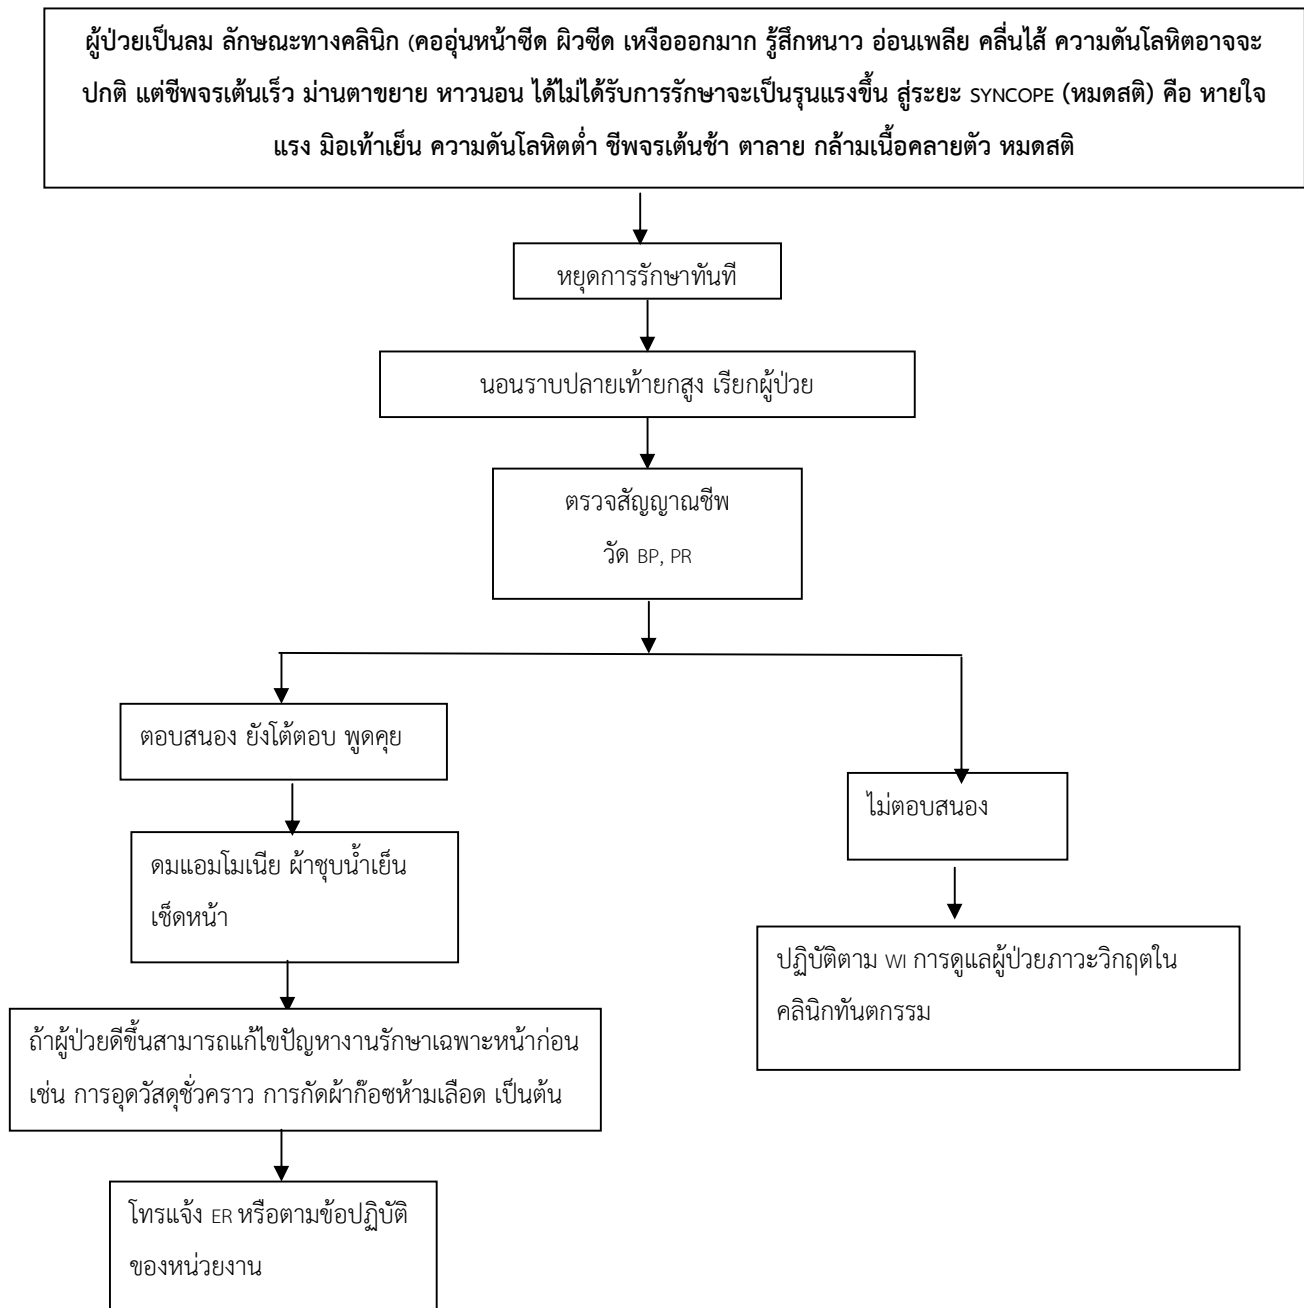 ผู้ป่วยเป็นลม ลักษณะทางคลินิก (คออุ่นหน้าซีด ผิวซีด เหงือออกมาก รู้สึกหนาว อ่อนเพลีย คลื่นไส้ ความดันโลหิตอาจจะ
ปกติ แต่ชีพจรเต้นเร็ว ม่านตาขยาย หาวนอน ได้ไม่ได้รับการรักษาจะเป็นรุนแรงขึ้น สู่ระยะ SYNCOPE (หมดสติ) คือ หายใจ
แรง มิอเท้าเย็น ความดันโลหิตต่ำ ชีพจรเต้นช้า ตาลาย กล้ามเนื้อคลายตัว หมดสติ
หยุดการรักษาทันที
นอนราบปลายเท้ายกสูง เรียกผู้ป่วย
ตรวจสัญญาณชีพ
วัด BP, PR
ตอบสนอง ยังโต้ตอบ พูดคุย
ไม่ตอบสนอง
ดมแอมโมเนีย ผ้าชุบน้ำเย็น
เช็ดหน้า
ปฏิบัติตาม WI การดูแลผู้ป่วยภาวะวิกฤตใน
คลินิกทันตกรรม
ถ้าผู้ป่วยดีขึ้นสามารถแก้ไขปัญหางานรักษาเฉพาะหน้าก่อน
เช่น การอุดวัสดุชั่วคราว การกัดผ้าก๊อซห้ามเลือด เป็นต้น
โทรแจ้ง ER หรือตามข้อปฏิบัติ
ของหน่วยงาน